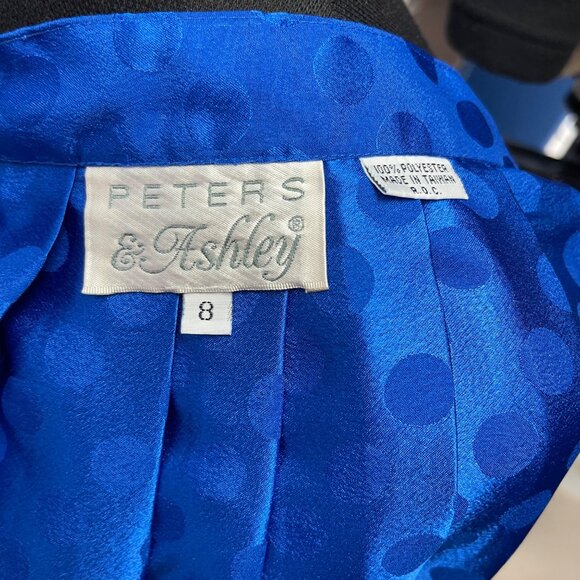 PETERS
& Ashley®
8
100% POLYESTER
MADE IN TAIWAN
R.O.C.